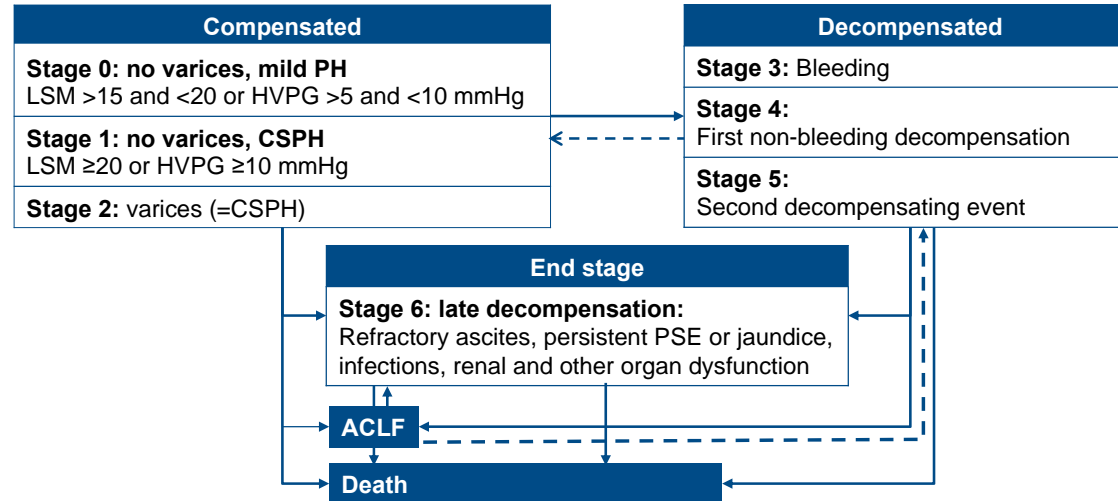 Compensated
Stage 0: no varices, mild PH
LSM >15 and <20 or HVPG >5 and <10 mmHg
Stage 1: no varices, CSPH
LSM ≥20 or HVPG ≥10 mmHg
Stage 2: varices (=CSPH)
Decompensated
Stage 3: Bleeding
Stage 4:
First non-bleeding decompensation
Stage 5:
Second decompensating event
End stage
Stage 6: late decompensation:
Refractory ascites, persistent PSE or jaundice,
infections, renal and other organ dysfunction
ACLF
Death